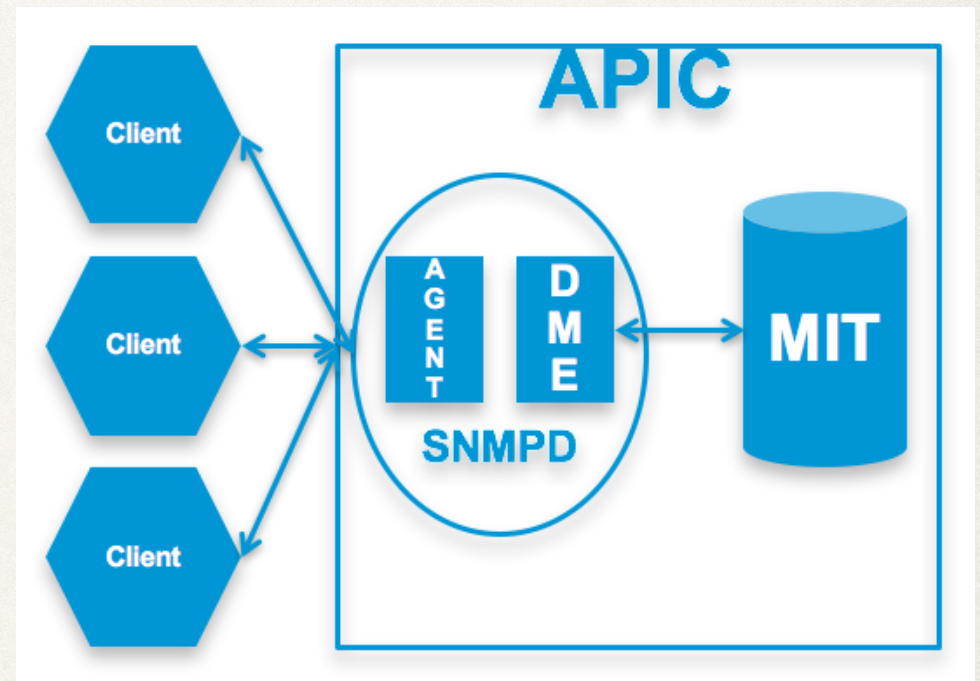 APIC
Client
Client
Client
AGENT
DME
SNMPD
MIT